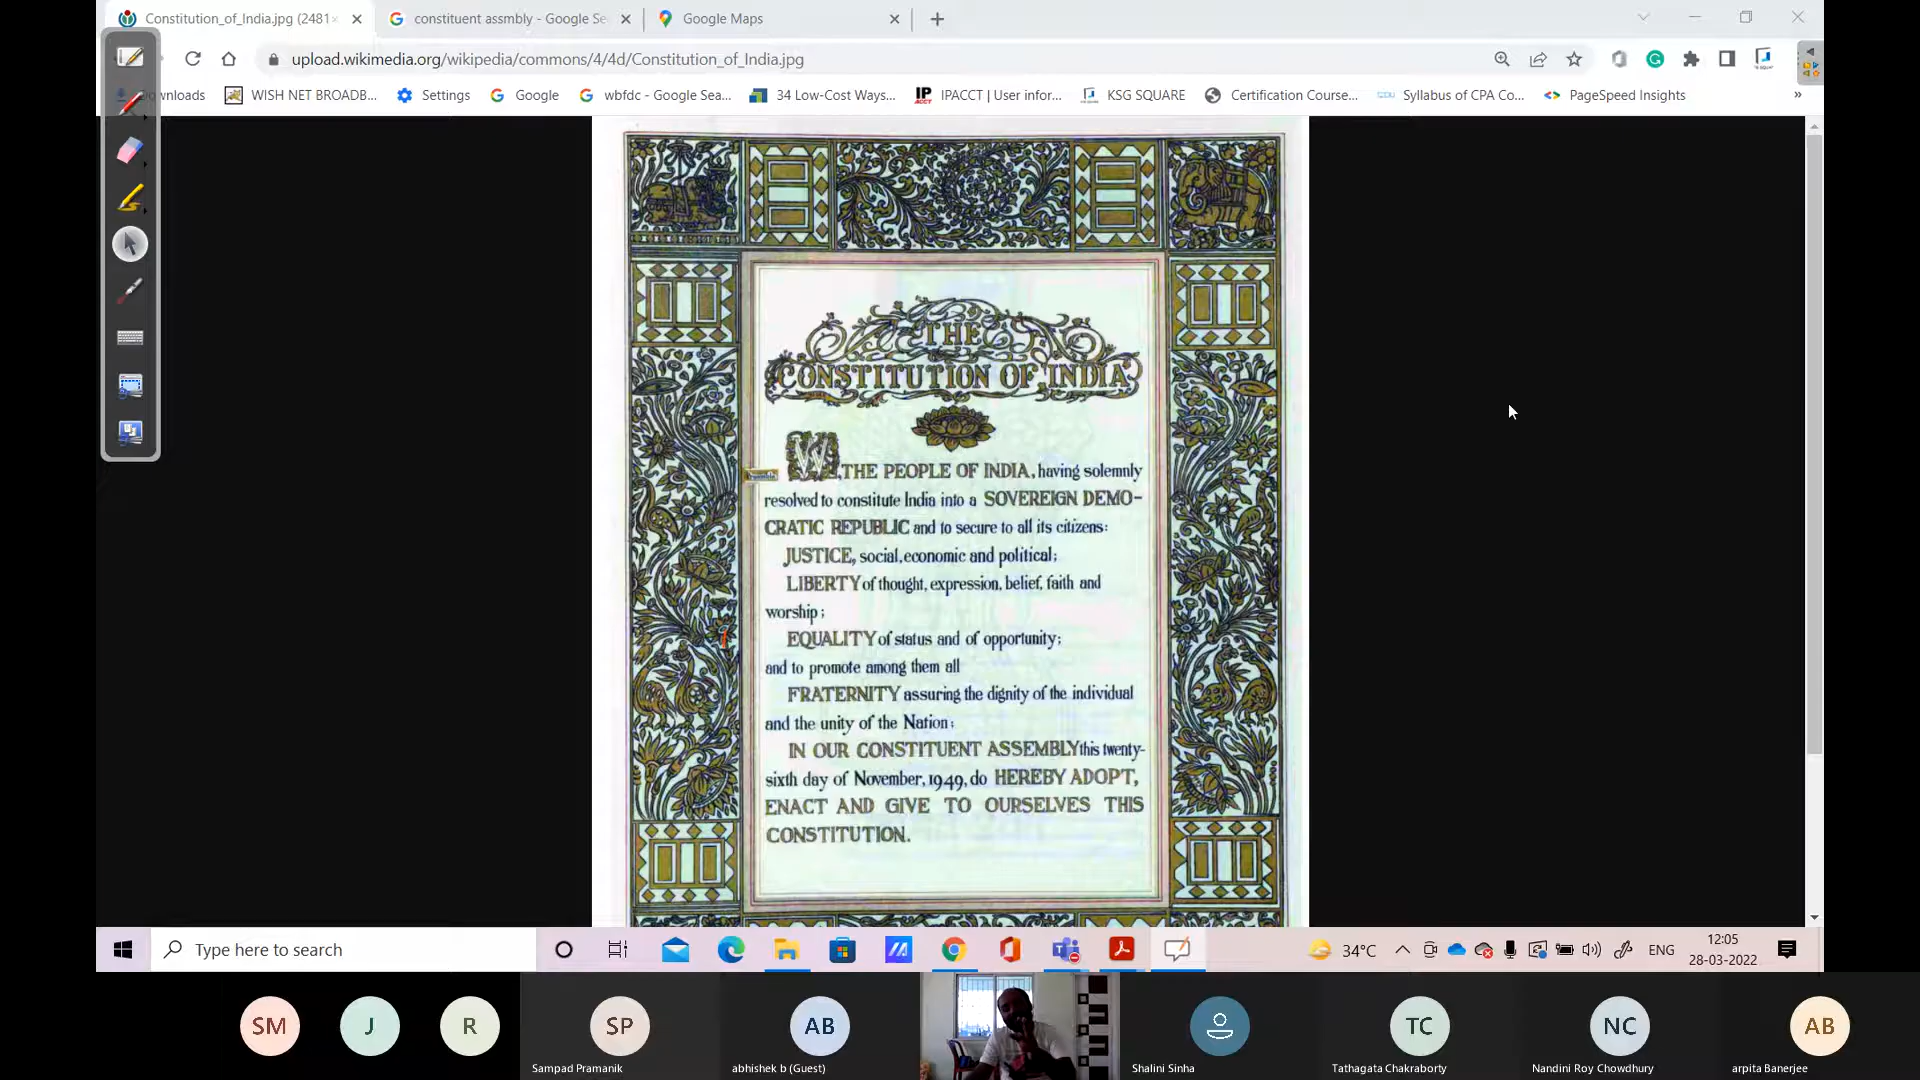 Constitution_of_India.jpg (2481
constituent assmbly - Google Se
Google Maps
upload.wikimedia.org/wikipedia/commons/4/4d/Constitution_of_India.jpg
wnloads
WISH NET BROADB...
Settings
Google
wbfdc - Google Sea...
34 Low-Cost Ways...
IPACCT | User infor...
KSG SQUARE
Certification Course...
Syllabus of CPA Co...
PageSpeed Insights
»
THE
CONSTITUTION OF INDIA
WE, THE PEOPLE OF INDIA, having solemnly
resolved to constitute India into a SOVEREIGN DEMO-
CRATIC REPUBLIC and to secure to all its citizens:
JUSTICE, social, economic and political;
LIBERTY of thought, expression, belief, faith and
worship;
EQUALITY of status and of opportunity;
and to promote among them all
FRATERNITY assuring the dignity of the individual
and the unity of the Nation;
IN OUR CONSTITUENT ASSEMBLY this twenty-
sixth day of November, 1949, do HEREBY ADOPT,
ENACT AND GIVE TO OURSELVES THIS
CONSTITUTION.
Type here to search
34°C
ENG
12:05
28-03-2022
SM
J
R
SP
AB
TC
NC
AB
Sampad Pramanik
abhishek b (Guest)
Shalini Sinha
Tathagata Chakraborty
Nandini Roy Chowdhury
arpita Banerjee